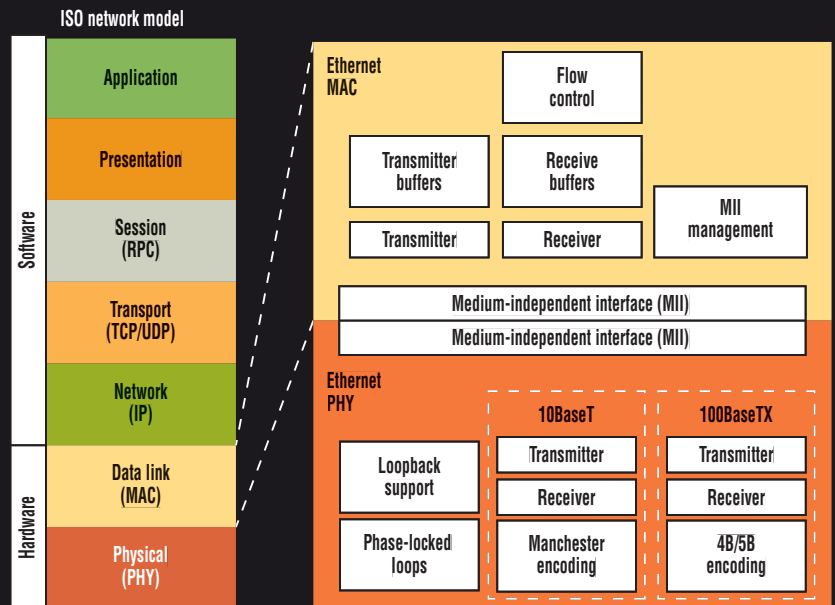 ISO network model
Software
Application
Presentation
Session
(RPC)
Transport
(TCP/UDP)
Network
(IP)
Hardware
Data link
(MAC)
Physical
(PHY)
Ethernet
MAC
Flow
control
Transmitter
buffers
Receive
buffers
MII
management
Transmitter
Receiver
Medium-independent interface (MII)
Medium-independent interface (MII)
Ethernet
PHY
Loopback
support
Phase-locked
loops
10BaseT
Transmitter
Receiver
Manchester
encoding
100BaseTX
Transmitter
Receiver
4B/5B
encoding